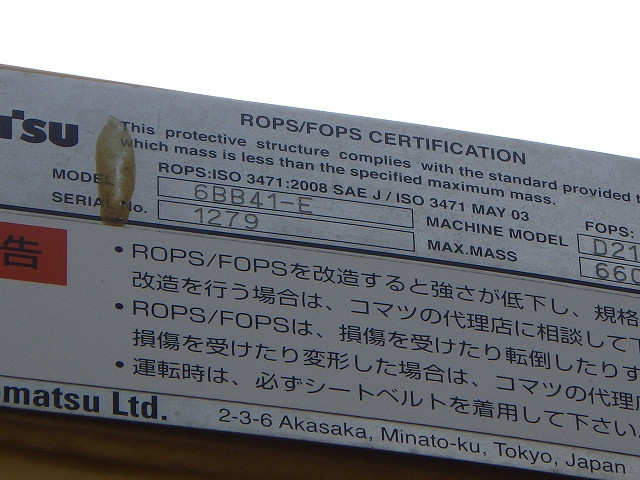 ROPS/FOPS CERTIFICATION
TSU
This protective structure complies with the standard provided
which mass is less than the specified maximum mass.
ROPS:ISO 3471:2008 SAE J / ISO 3471 MAY 03
MODEL 6BB41-E
SERIAL No. 1279
FOPS:
MACHINE MODEL D21
MAX.MASS 660
告
•ROPS/FOPSを改造すると強さが低下し、規格
改造を行う場合は、コマツの代理店に相談して下
•ROPS/FOPSは、損傷を受けたり転倒したりす
損傷を受けたり変形した場合は、コマツの代理店
•運転時は、必ずシートベルトを着用して下さい
omatsu Ltd.
2-3-6 Akasaka, Minato-ku, Tokyo, Japan